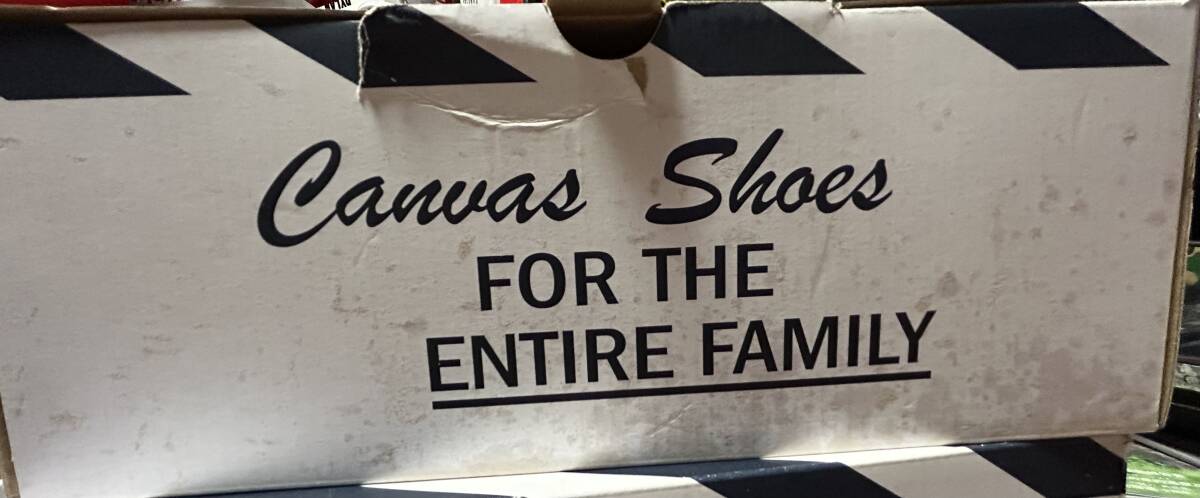 Canvas Shoes
FOR THE
ENTIRE FAMILY